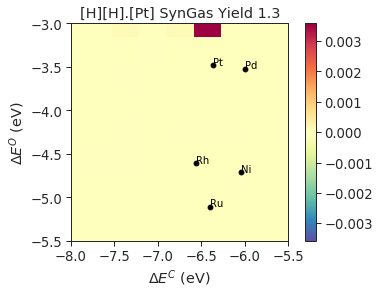 [H][H].[Pt] SynGas Yield 1.3
−3.0
−3.5
−4.0
−4.5
−5.0
−5.5
ΔE^O (eV)
Pt
Pd
Rh
Ni
Ru
−8.0 −7.5 −7.0 −6.5 −6.0 −5.5
ΔE^C (eV)
0.003
0.002
0.001
0.000
−0.001
−0.002
−0.003